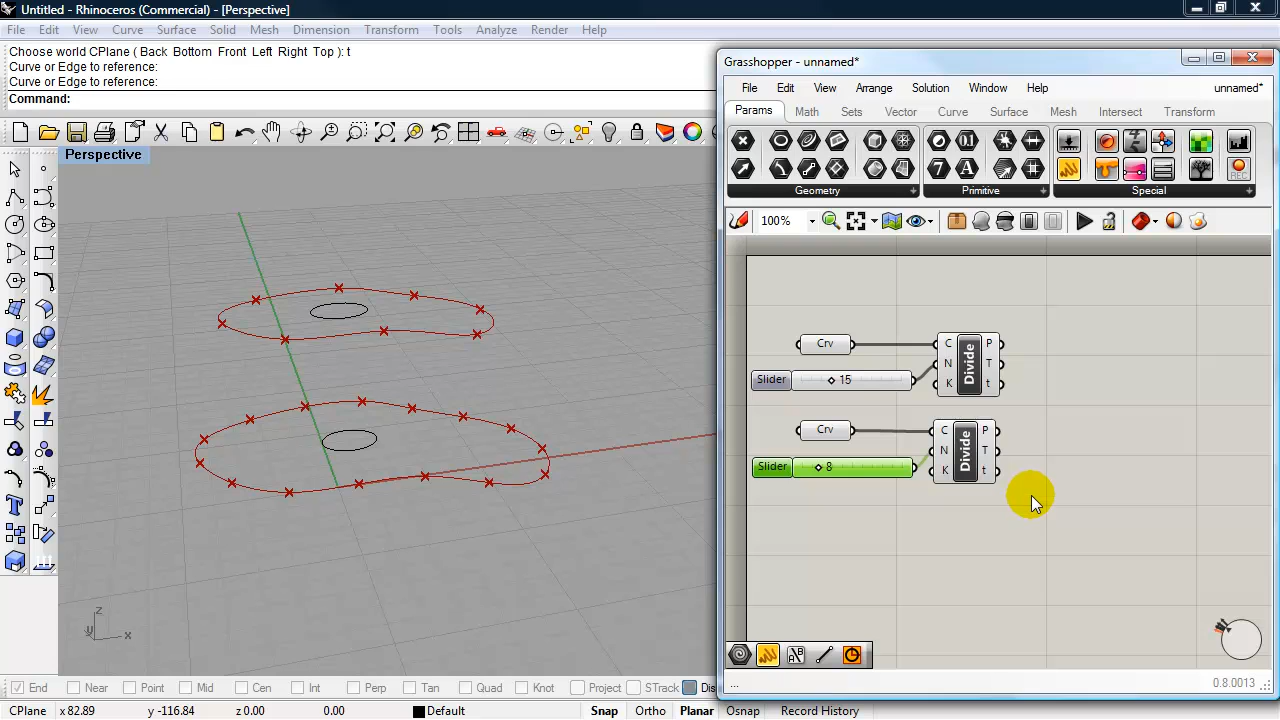 Untitled - Rhinoceros (Commercial) - [Perspective]
File Edit View Curve Surface Solid Mesh Dimension Transform Tools Analyze Render Help
Choose world CPlane ( Back Bottom Front Left Right Top ): t
Curve or Edge to reference:
Curve or Edge to reference:
Command:
Perspective
Grasshopper - unnamed*
File Edit View Arrange Solution Window Help unnamed*
Params Math Sets Vector Curve Surface Mesh Intersect Transform
0.1
7 A
REC
Geometry Primitive Special
100%
Crv
Slider 15
C N K Divide P T t
Crv
Slider 8
C N K Divide P T t
z
y x
...
0.8.0013
End Near Point Mid Cen Int Perp Tan Quad Knot Project STrack Dis
CPlane x 82.89 y -116.84 z 0.00 0.00 Default Snap Ortho Planar Osnap Record History